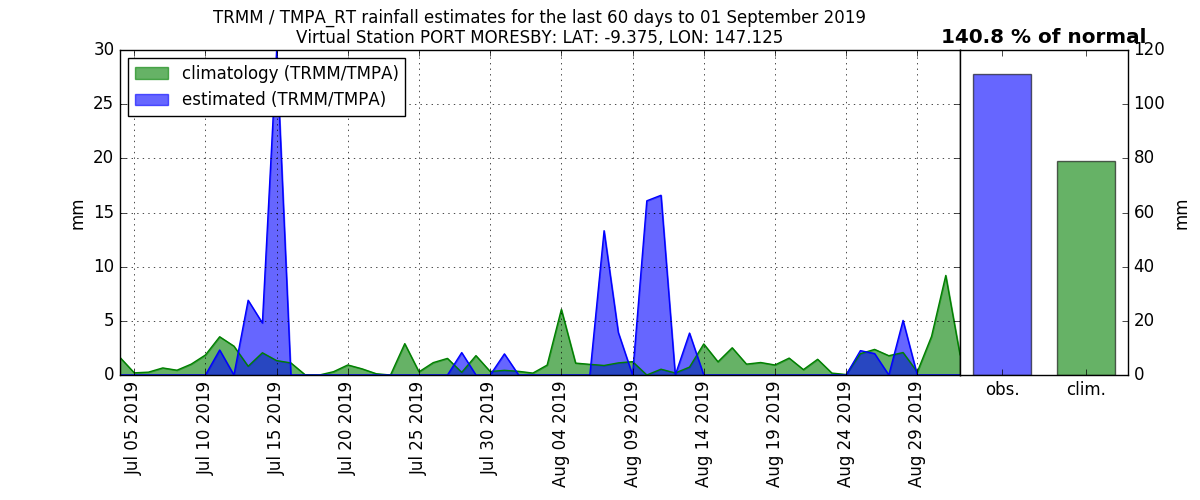 TRMM / TMPA_RT rainfall estimates for the last 60 days to 01 September 2019
Virtual Station PORT MORESBY: LAT: -9.375, LON: 147.125
140.8 % of normal
climatology (TRMM/TMPA)
estimated (TRMM/TMPA)
30
25
20
15
10
5
0
mm
Jul 05 2019
Jul 10 2019
Jul 15 2019
Jul 20 2019
Jul 25 2019
Jul 30 2019
Aug 04 2019
Aug 09 2019
Aug 14 2019
Aug 19 2019
Aug 24 2019
Aug 29 2019
obs.
clim.
120
100
80
60
40
20
0
mm